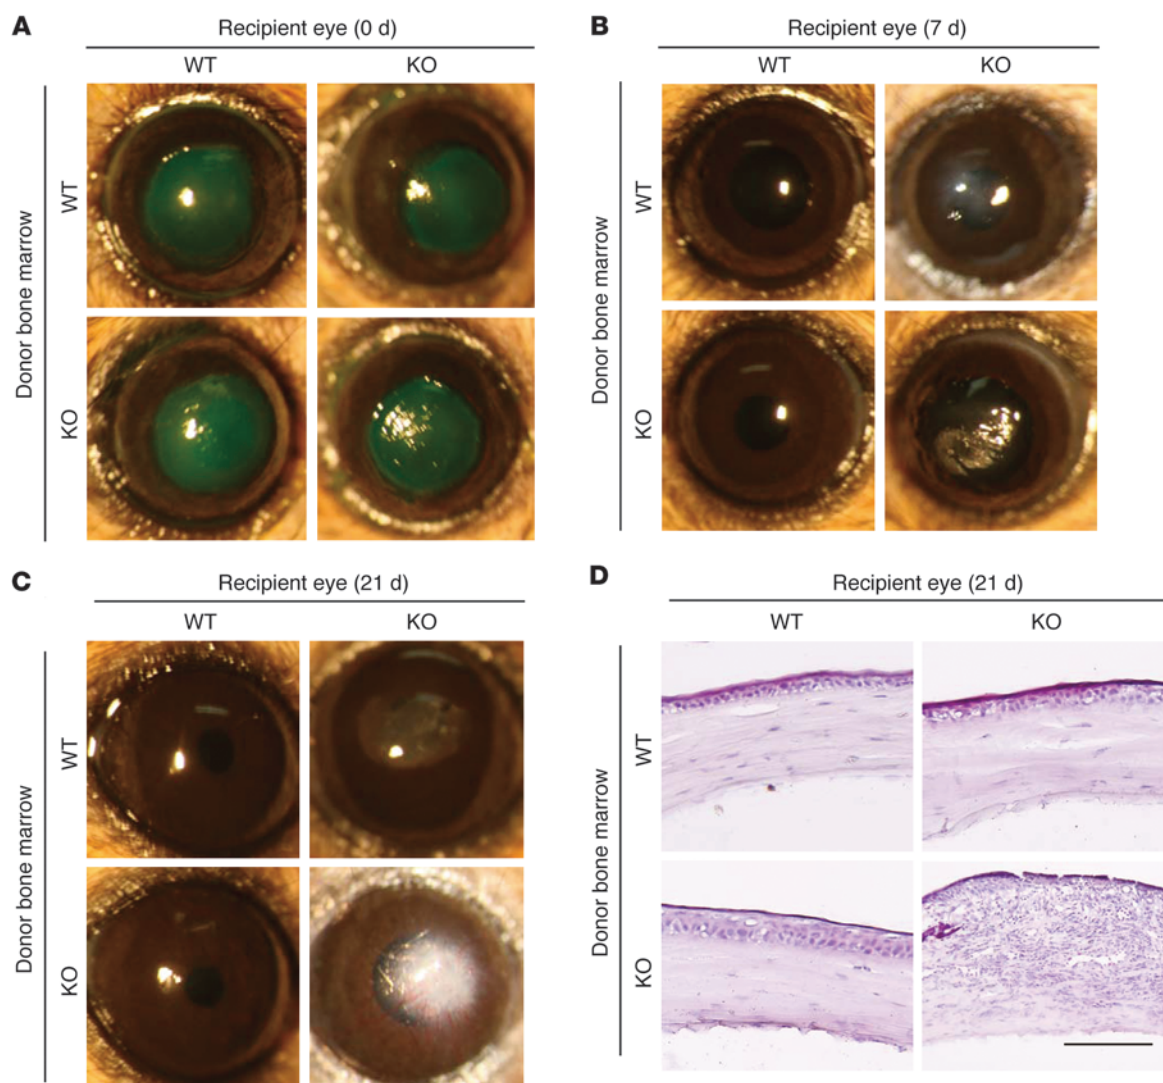 A
Recipient eye (0 d)
WT
KO
Donor bone marrow
WT
KO
B
Recipient eye (7 d)
WT
KO
Donor bone marrow
WT
KO
C
Recipient eye (21 d)
WT
KO
Donor bone marrow
WT
KO
D
Recipient eye (21 d)
WT
KO
Donor bone marrow
WT
KO